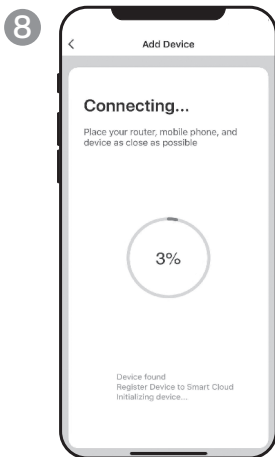 8
Add Device
Connecting...
Place your router, mobile phone, and
device as close as possible
3%
Device found
Register Device to Smart Cloud
Initializing device...